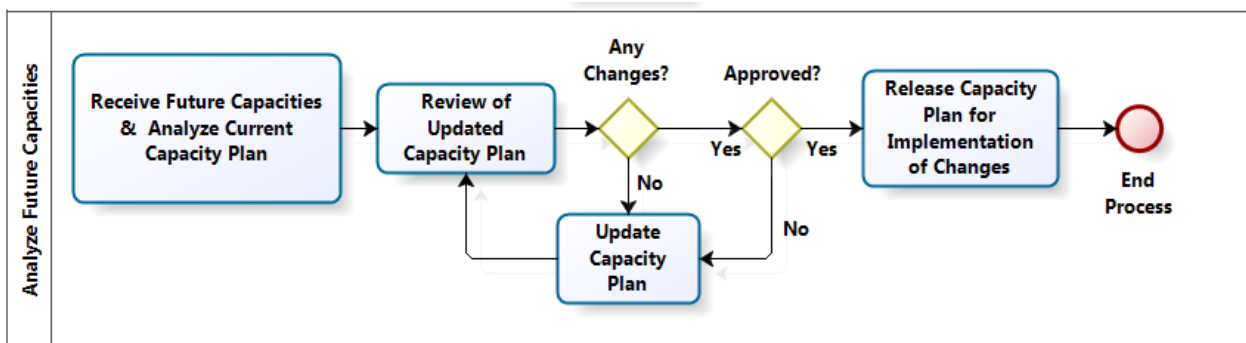 Analyze Future Capacities
Receive Future Capacities
& Analyze Current
Capacity Plan
Review of
Updated
Capacity Plan
Any
Changes?
Yes
No
Update
Capacity
Plan
Approved?
Yes
No
Release Capacity
Plan for
Implementation
of Changes
End
Process